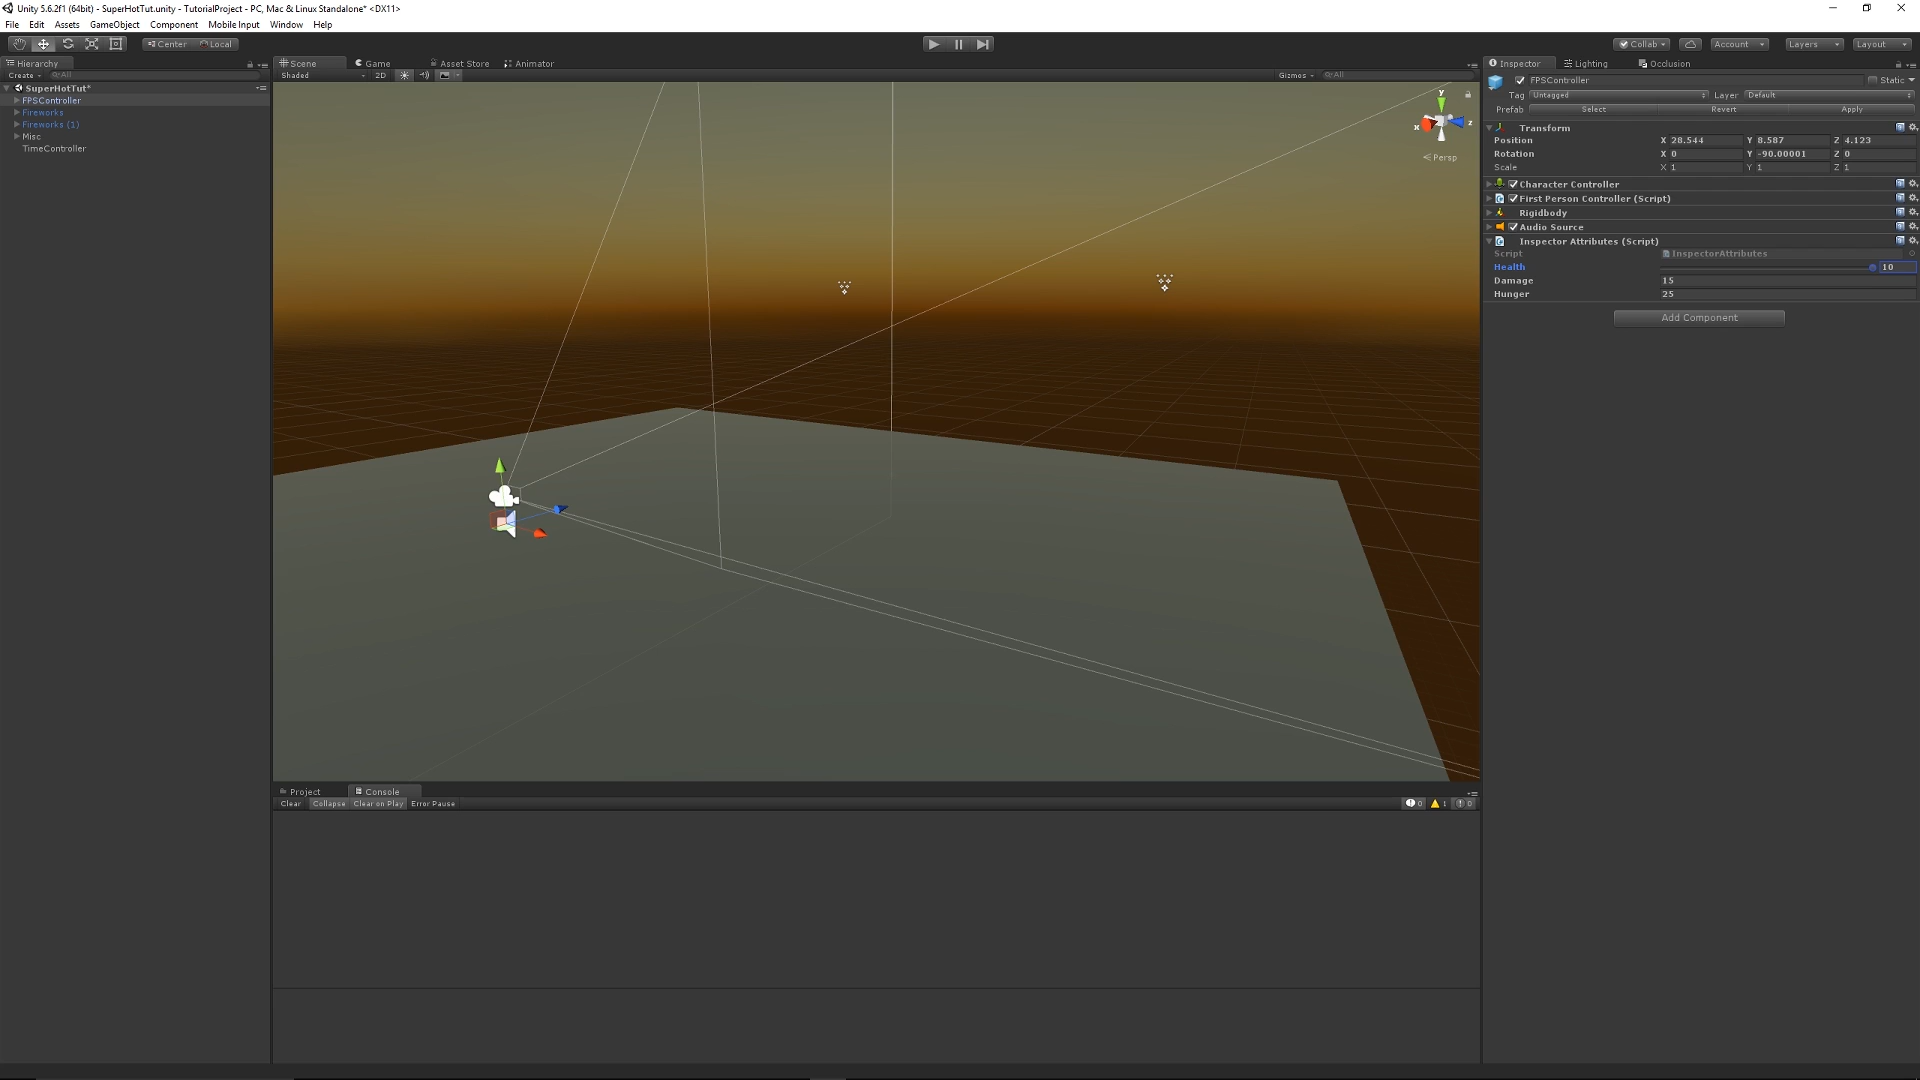 Unity 5.6.2f1 (64bit) - SuperHotTut.unity - TutorialProject - PC, Mac & Linux Standalone* <DX11>
File Edit Assets GameObject Component Mobile Input Window Help
Center Local Collab Account Layers Layout
Hierarchy
Create All
SuperHotTut*
FPSController
Fireworks
Fireworks (1)
Misc
TimeController
Scene Game Asset Store Animator
Shaded 2D Gizmos All
y
x z
Persp
Project Console
Clear Collapse Clear on Play Error Pause 0 1 0
Inspector Lighting Occlusion
FPSController Static
Tag Untagged Layer Default
Prefab Select Revert Apply
Transform
Position X 28.544 Y 8.587 Z 4.123
Rotation X 0 Y -90.00001 Z 0
Scale X 1 Y 1 Z 1
Character Controller
First Person Controller (Script)
Rigidbody
Audio Source
Inspector Attributes (Script)
Script InspectorAttributes
Health 10
Damage 15
Hunger 25
Add Component